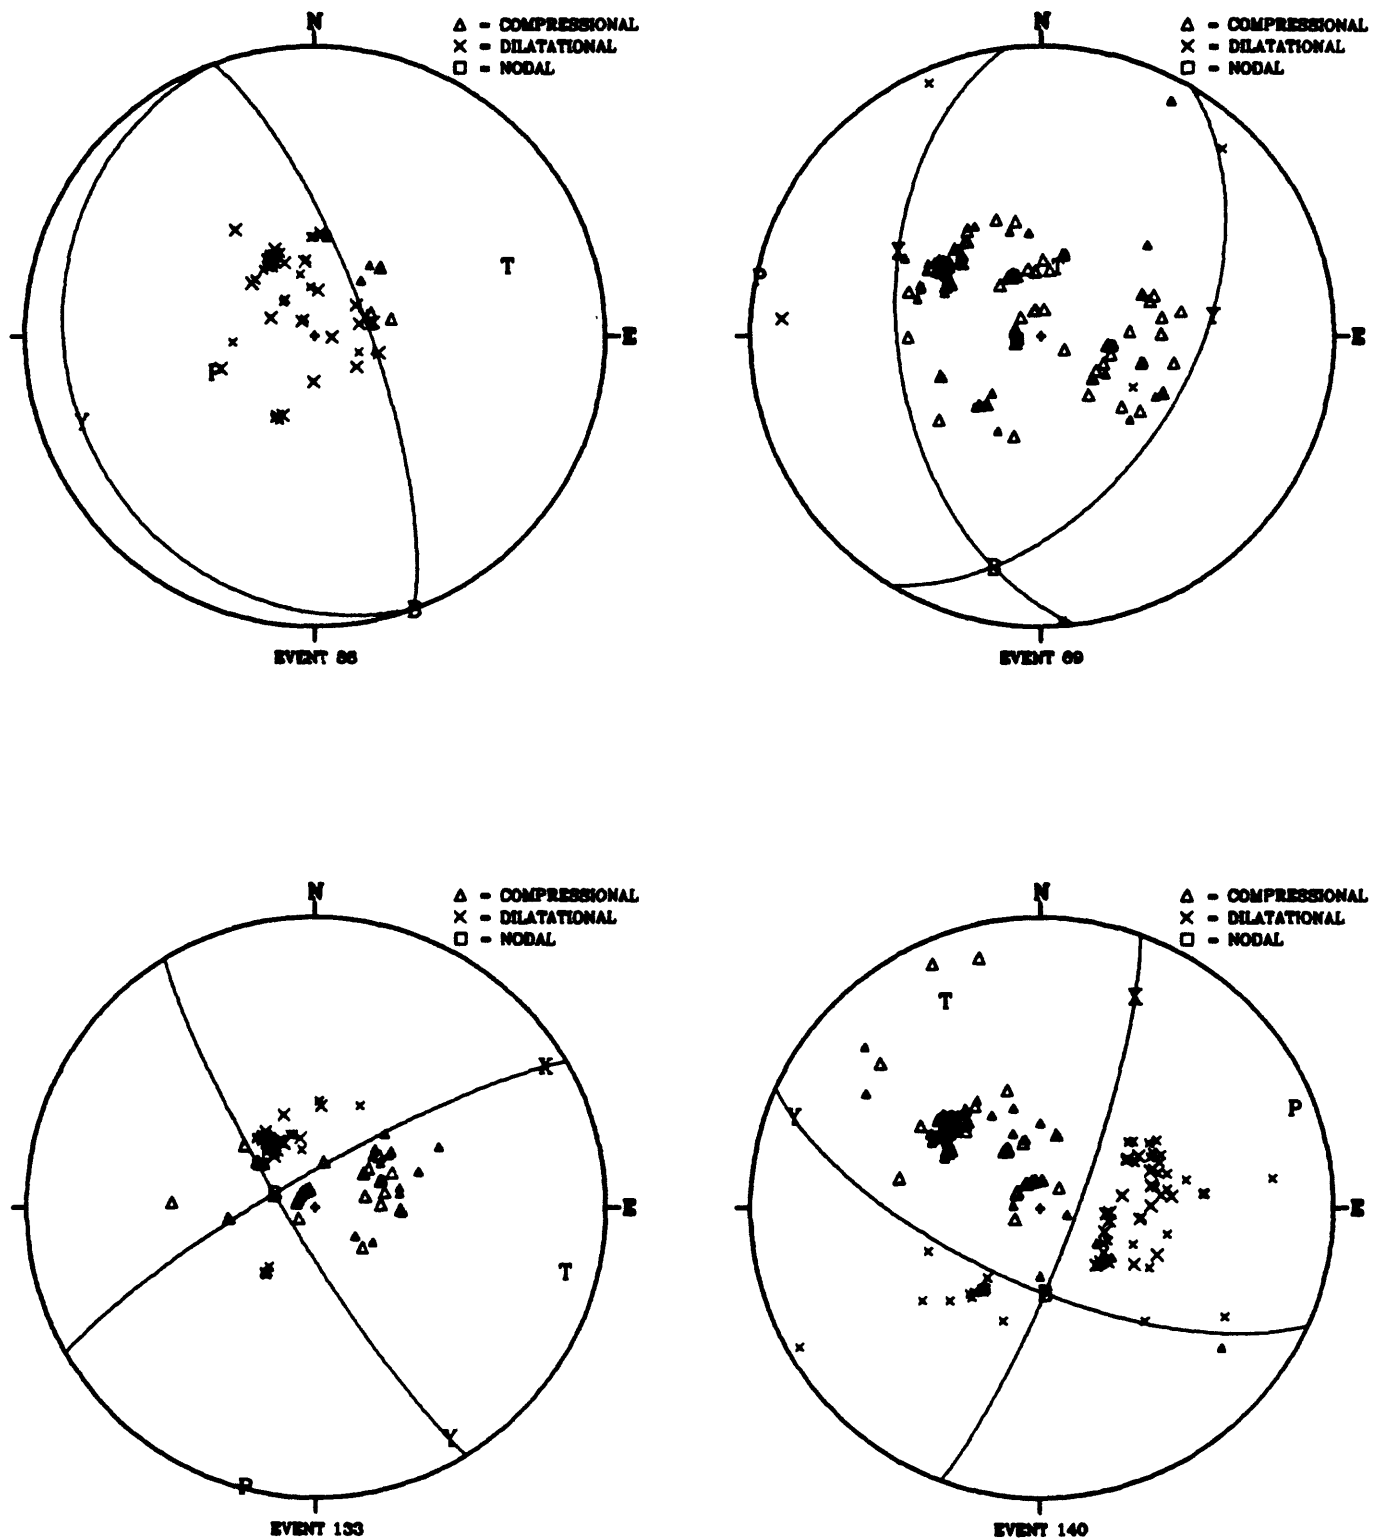 N
△ - COMPRESSIONAL
× - DILATATIONAL
□ - NODAL
T
E
P
Y
B
EVENT 86
N
△ - COMPRESSIONAL
× - DILATATIONAL
□ - NODAL
P
X
T
Y
E
B
EVENT 69
N
△ - COMPRESSIONAL
× - DILATATIONAL
□ - NODAL
X
B
E
T
Y
P
EVENT 133
N
△ - COMPRESSIONAL
× - DILATATIONAL
□ - NODAL
T
X
Y
P
E
B
EVENT 140